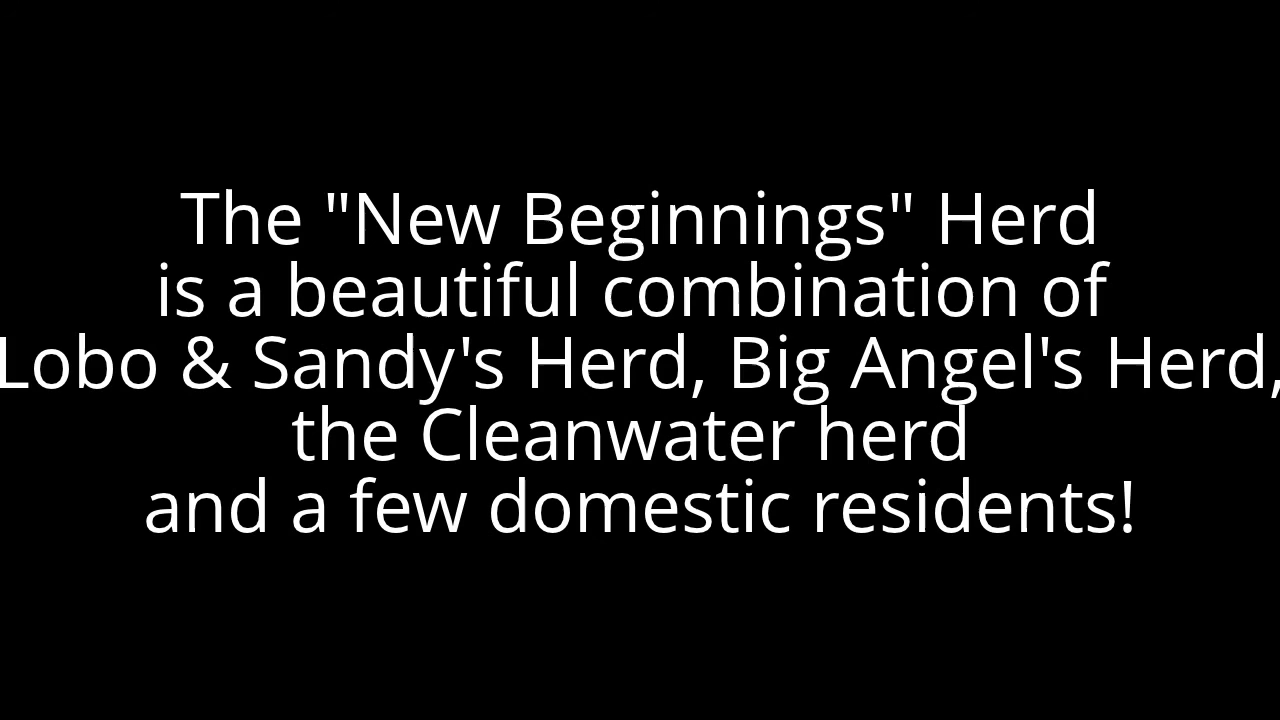 The "New Beginnings" Herd
is a beautiful combination of
Lobo & Sandy's Herd, Big Angel's Herd,
the Cleanwater herd
and a few domestic residents!